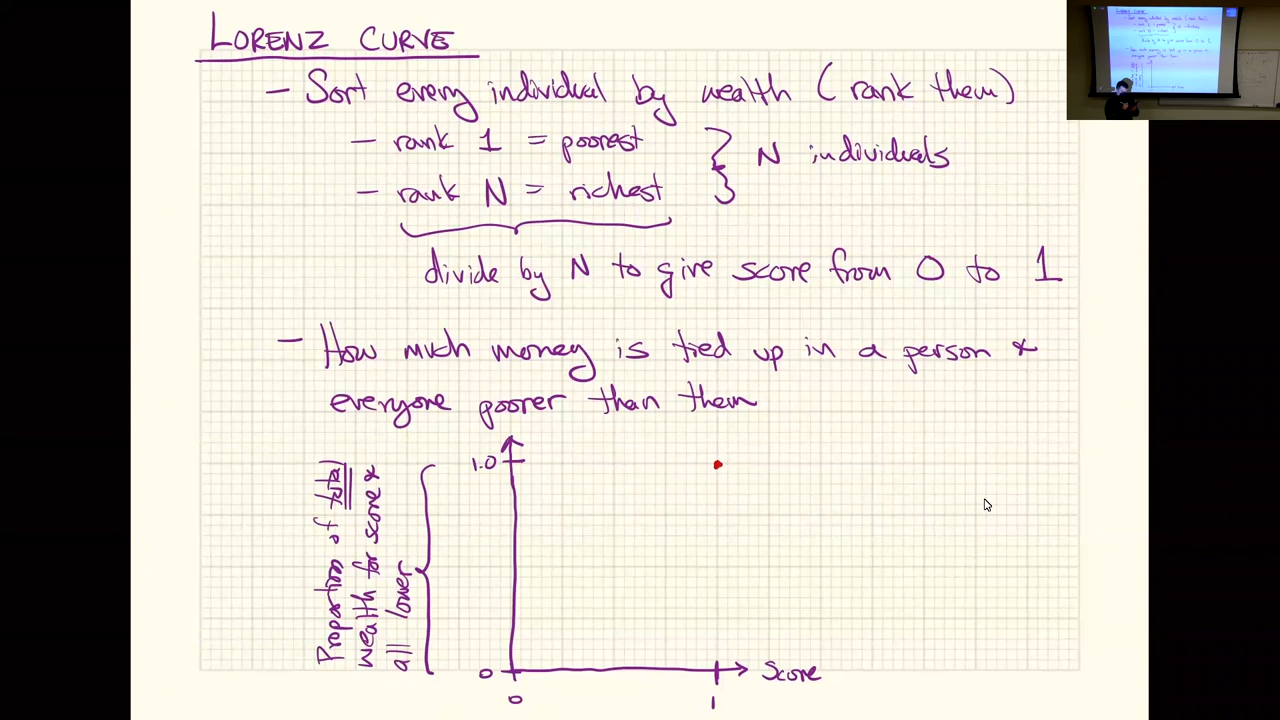 LORENZ CURVE
- Sort every individual by wealth (rank them)
- rank 1 = poorest
- rank N = richest
} N individuals
divide by N to give score from 0 to 1
- How much money is tied up in a person &
everyone poorer than them
Proportion of total
wealth for score &
all lower
1.0
0
0
1
Score